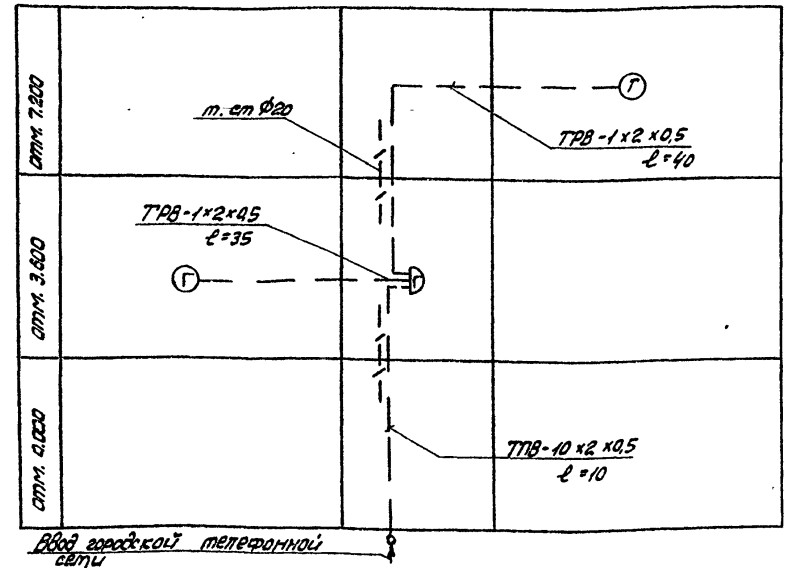 отм. 7.200
т. ст ф20
Т
ТРВ-1×2×0,5
ℓ=40
отм. 3.600
ТРВ-1×2×0,5
ℓ=35
Г
Г
отм. 0.000
ТПВ-10×2×0,5
ℓ=10
Ввод городской телефонной
сети